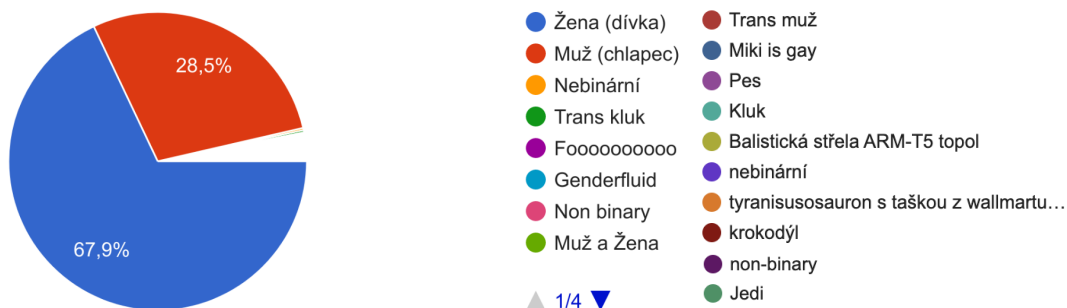 28,5%
67,9%
Žena (dívka)
Muž (chlapec)
Nebinární
Trans kluk
Foooooooooo
Genderfluid
Non binary
Muž a Žena
1/4
Trans muž
Miki is gay
Pes
Kluk
Balistická střela ARM-T5 topol
nebinární
tyranisusosauron s taškou z wallmartu…
krokodýl
non-binary
Jedi